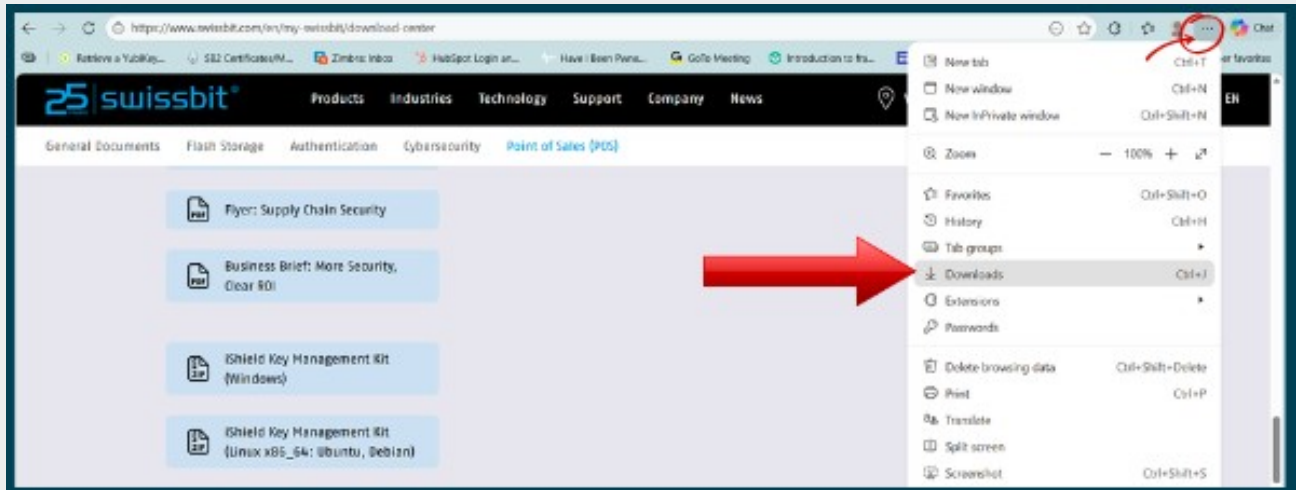 https://www.swissbit.com/en/my-swissbit/download-center
Chat
Retrieve a YubiKey...
SB2 Certificates/M...
Zimbra: Inbox
HubSpot Login an...
Have I Been Pwne...
GoTo Meeting
Introduction to fra...
er favorites
25 swissbit
Products
Industries
Technology
Support
Company
News
EN
General Documents
Flash Storage
Authentication
Cybersecurity
Point of Sales (POS)
PDF
Flyer: Supply Chain Security
PDF
Business Brief: More Security,
Clear ROI
ZIP
iShield Key Management Kit
(Windows)
ZIP
iShield Key Management Kit
(Linux x86_64: Ubuntu, Debian)
New tab Ctrl+T
New window Ctrl+N
New InPrivate window Ctrl+Shift+N
Zoom — 100% +
Favorites Ctrl+Shift+O
History Ctrl+H
Tab groups
Downloads Ctrl+J
Extensions
Passwords
Delete browsing data Ctrl+Shift+Delete
Print Ctrl+P
Translate
Split screen
Screenshot Ctrl+Shift+S